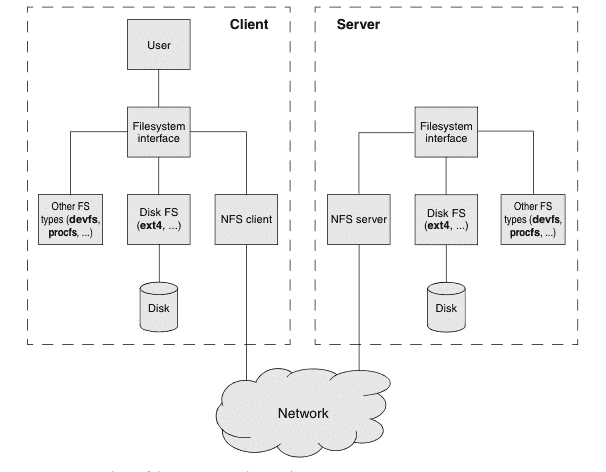 Client
Server
User
Filesystem
interface
Filesystem
interface
Other FS
types (devfs,
procfs, ...)
Disk FS
(ext4, ...)
NFS client
NFS server
Disk FS
(ext4, ...)
Other FS
types (devfs,
procfs, ...)
Disk
Disk
Network